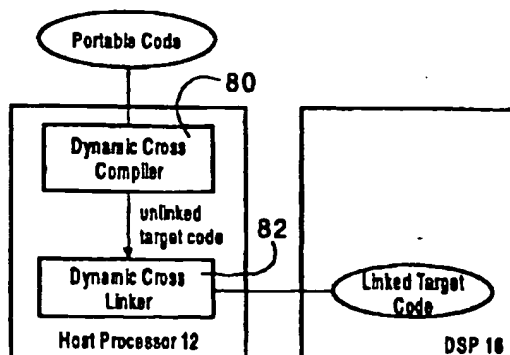 Portable Code
80
Dynamic Cross
Compiler
unlinked
target code
82
Dynamic Cross
Linker
Linked Target
Code
Host Processor 12
DSP 16